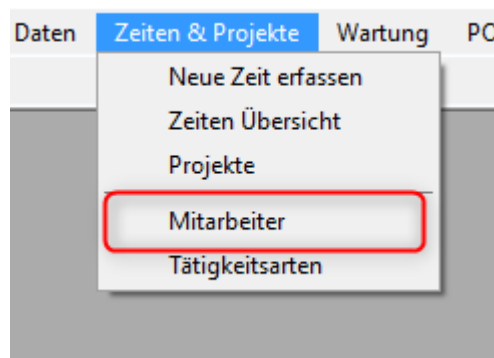 Daten Zeiten & Projekte Wartung
Neue Zeit erfassen
Zeiten Übersicht
Projekte
Mitarbeiter
Tätigkeitsarten